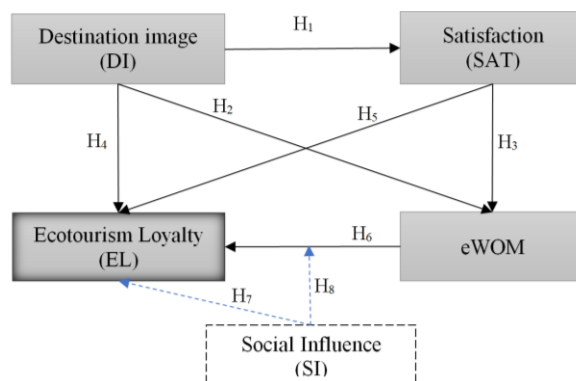 Destination image
(DI)
H1
Satisfaction
(SAT)
H2
H5
H4
H3
Ecotourism Loyalty
(EL)
H6
eWOM
H7
H8
Social Influence
(SI)